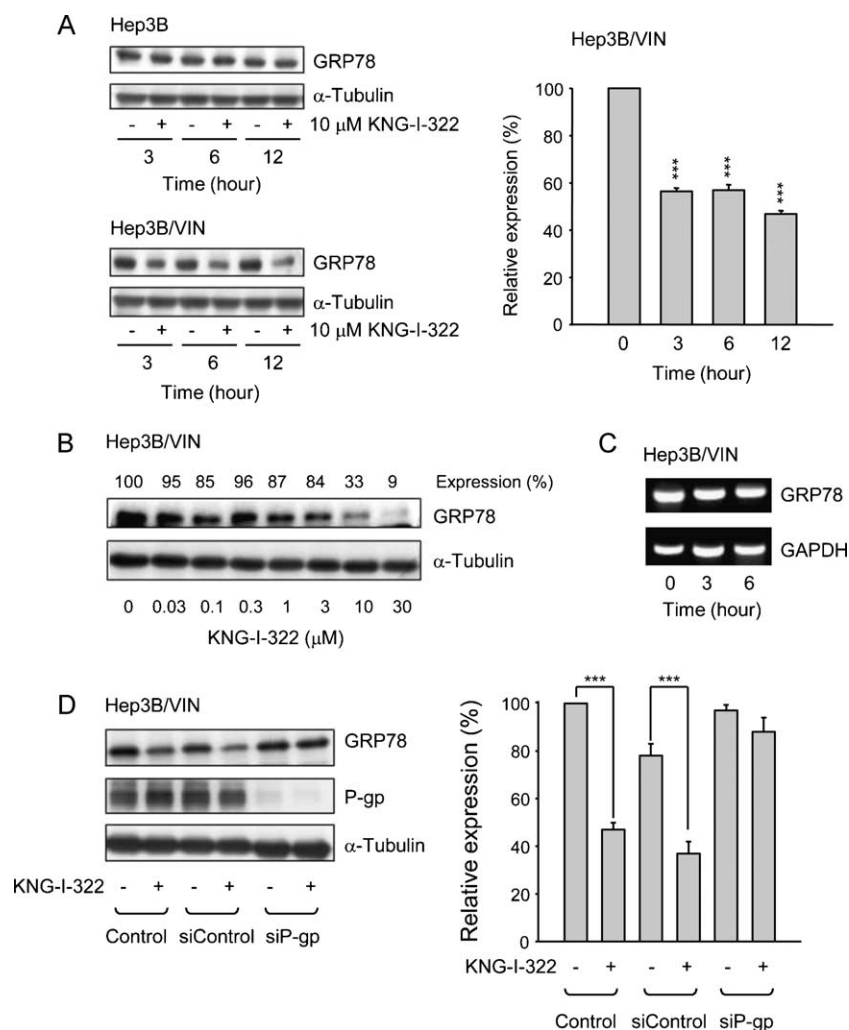 A
Hep3B
GRP78
α-Tubulin
- + - + - + 10 μM KNG-I-322
3 6 12
Time (hour)
Hep3B/VIN
GRP78
α-Tubulin
- + - + - + 10 μM KNG-I-322
3 6 12
Time (hour)
Hep3B/VIN
Relative expression (%)
100
80
60
40
20
0
*** *** ***
0 3 6 12
Time (hour)
B
Hep3B/VIN
100 95 85 96 87 84 33 9 Expression (%)
GRP78
α-Tubulin
0 0.03 0.1 0.3 1 3 10 30
KNG-I-322 (μM)
C
Hep3B/VIN
GRP78
GAPDH
0 3 6
Time (hour)
D
Hep3B/VIN
GRP78
P-gp
α-Tubulin
KNG-I-322 - + - + - +
Control siControl siP-gp
Relative expression (%)
100
80
60
40
20
0
*** ***
KNG-I-322 - + - + - +
Control siControl siP-gp